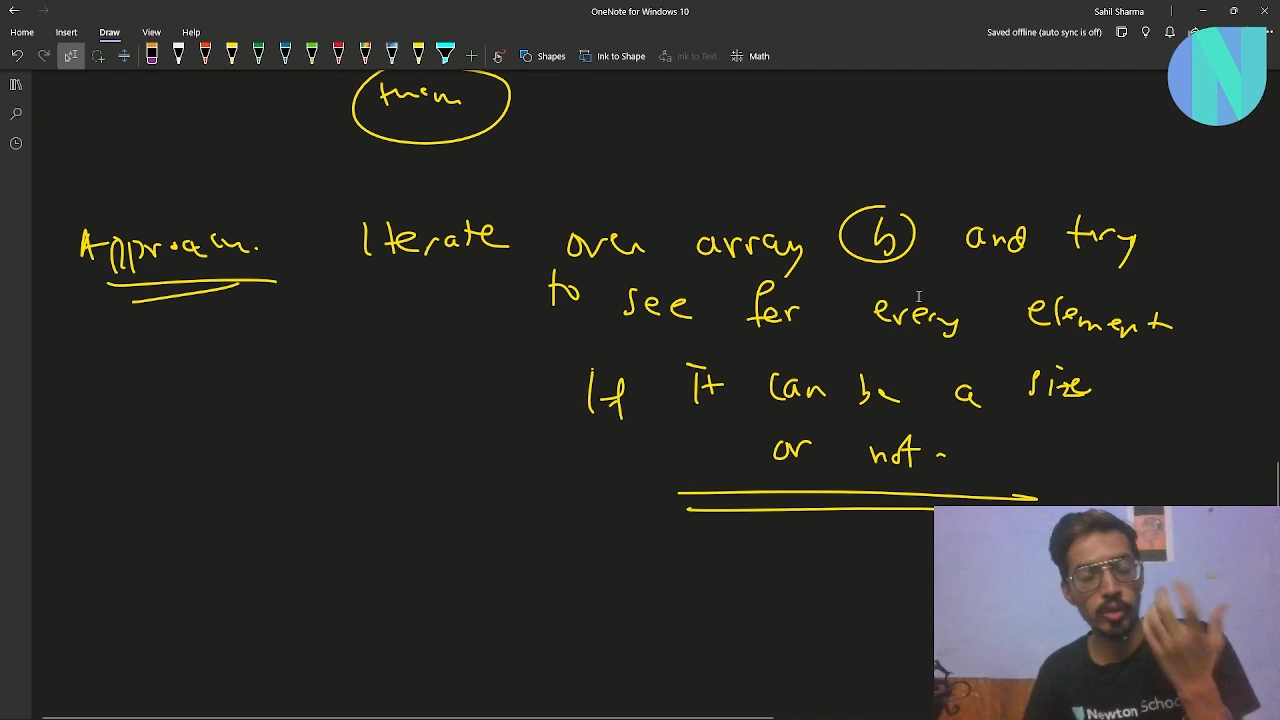 OneNote for Windows 10
Sahil Sharma
Home Insert Draw View Help
Saved offline (auto sync is off)
Shapes Ink to Shape Ink to Text Math
them
Approach. Iterate over array b and try
to see for every element
If It can be a size
or not -
Newton School